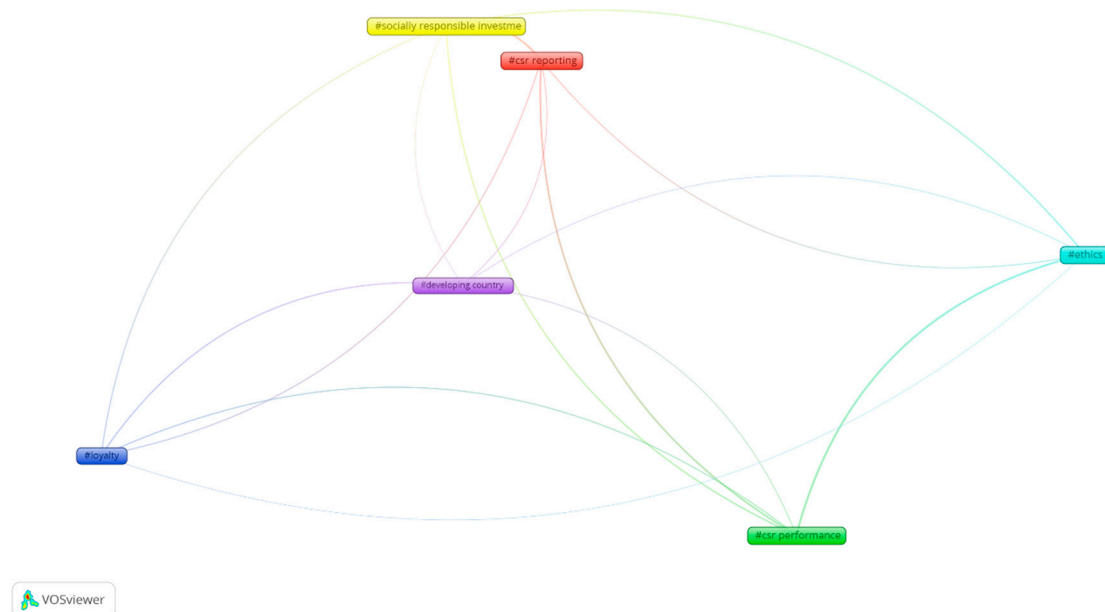 #socially responsible investme
#csr reporting
#ethics
#developing country
#loyalty
#csr performance
VOSviewer